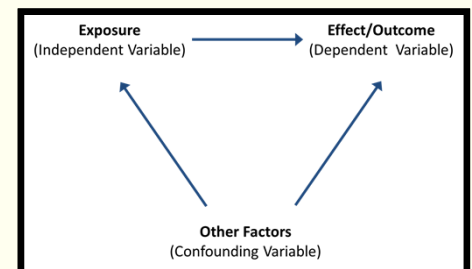 Exposure
(Independent Variable)
Effect/Outcome
(Dependent Variable)
Other Factors
(Confounding Variable)